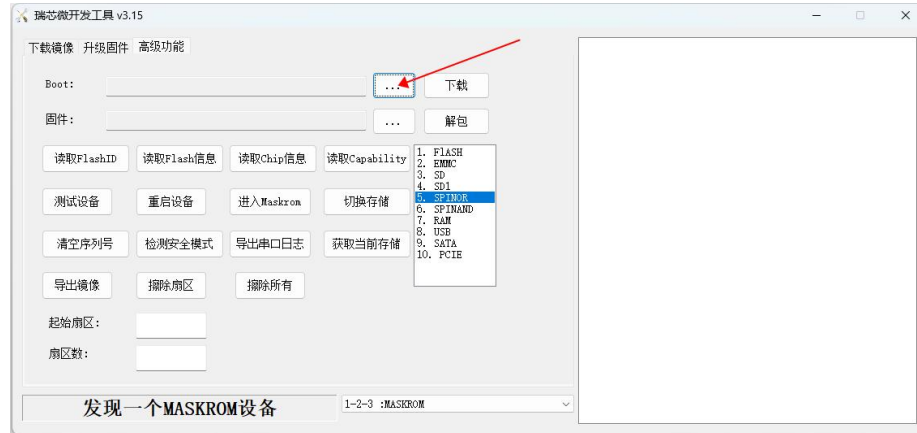 瑞芯微开发工具 v3.15
下载镜像 升级固件 高级功能
Boot: ... 下载
固件: ... 解包
读取FlashID 读取Flash信息 读取Chip信息 读取Capability
测试设备 重启设备 进入Maskrom 切换存储
清空序列号 检测安全模式 导出串口日志 获取当前存储
导出镜像 擦除扇区 擦除所有
1. FlASH
2. EMMC
3. SD
4. SD1
5. SPINOR
6. SPINAND
7. RAM
8. USB
9. SATA
10. PCIE
起始扇区:
扇区数:
发现一个MASKROM设备 1-2-3 :MASKROM